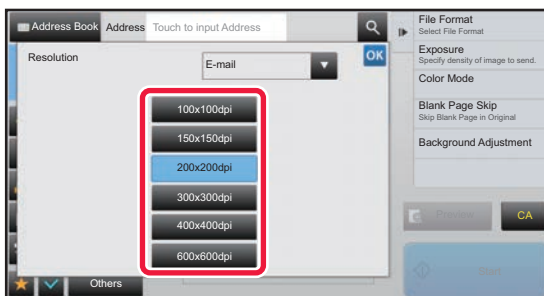 Address Book Address Touch to input Address
Resolution
E-mail
OK
100x100dpi
150x150dpi
200x200dpi
300x300dpi
400x400dpi
600x600dpi
Others
File Format
Select File Format
Exposure
Specify density of image to send.
Color Mode
Blank Page Skip
Skip Blank Page in Original
Background Adjustment
Preview
CA
Start